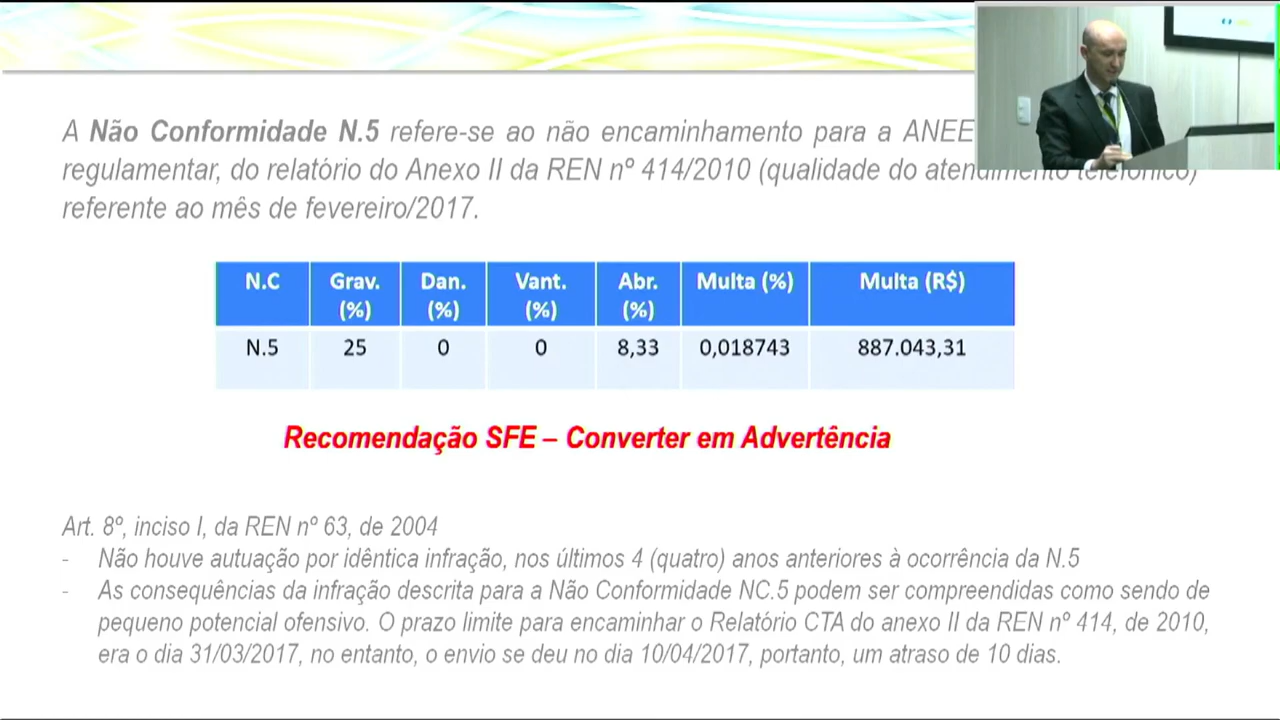 A Não Conformidade N.5 refere-se ao não encaminhamento para a
regulamentar, do relatório do Anexo II da REN nº 414/2010 (qualidade do atendimento telefônico)
referente ao mês de fevereiro/2017.
N.C Grav. (%) Dan. (%) Vant. (%) Abr. (%) Multa (%) Multa (R$)
N.5 25 0 0 8,33 0,018743 887.043,31
Recomendação SFE – Converter em Advertência
Art. 8º, inciso I, da REN nº 63, de 2004
- Não houve autuação por idêntica infração, nos últimos 4 (quatro) anos anteriores à ocorrência da N.5
- As consequências da infração descrita para a Não Conformidade NC.5 podem ser compreendidas como sendo de
pequeno potencial ofensivo. O prazo limite para encaminhar o Relatório CTA do anexo II da REN nº 414, de 2010,
era o dia 31/03/2017, no entanto, o envio se deu no dia 10/04/2017, portanto, um atraso de 10 dias.